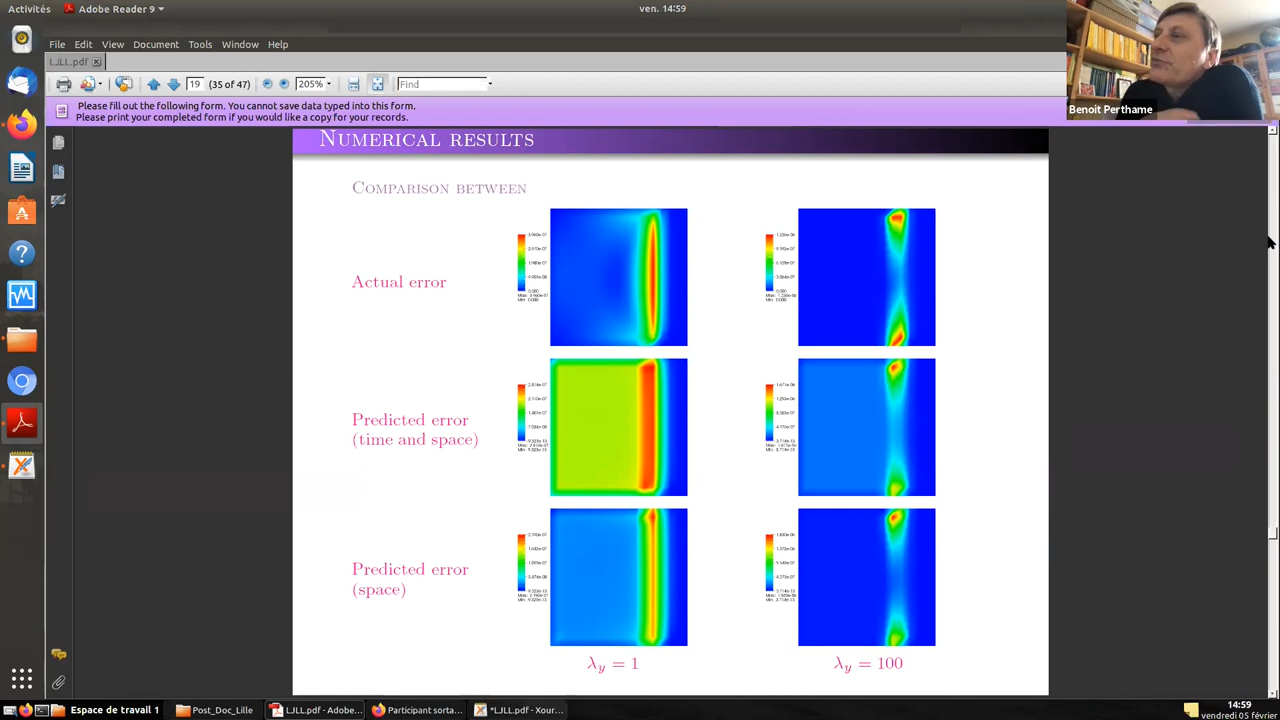 Activités
Adobe Reader 9
ven. 14:59
File Edit View Document Tools Window Help
LJLL.pdf
19 (35 of 47)
205%
Find
Please fill out the following form. You cannot save data typed into this form.
Please print your completed form if you would like a copy for your records.
Benoit Perthame
NUMERICAL RESULTS
COMPARISON BETWEEN
Actual error
Predicted error
(time and space)
Predicted error
(space)
λy = 1
λy = 100
Espace de travail 1
Post_Doc_Lille
LJLL.pdf - Adobe...
Participant sorta...
*LJLL.pdf - Xour...
14:59
vendredi 05 février